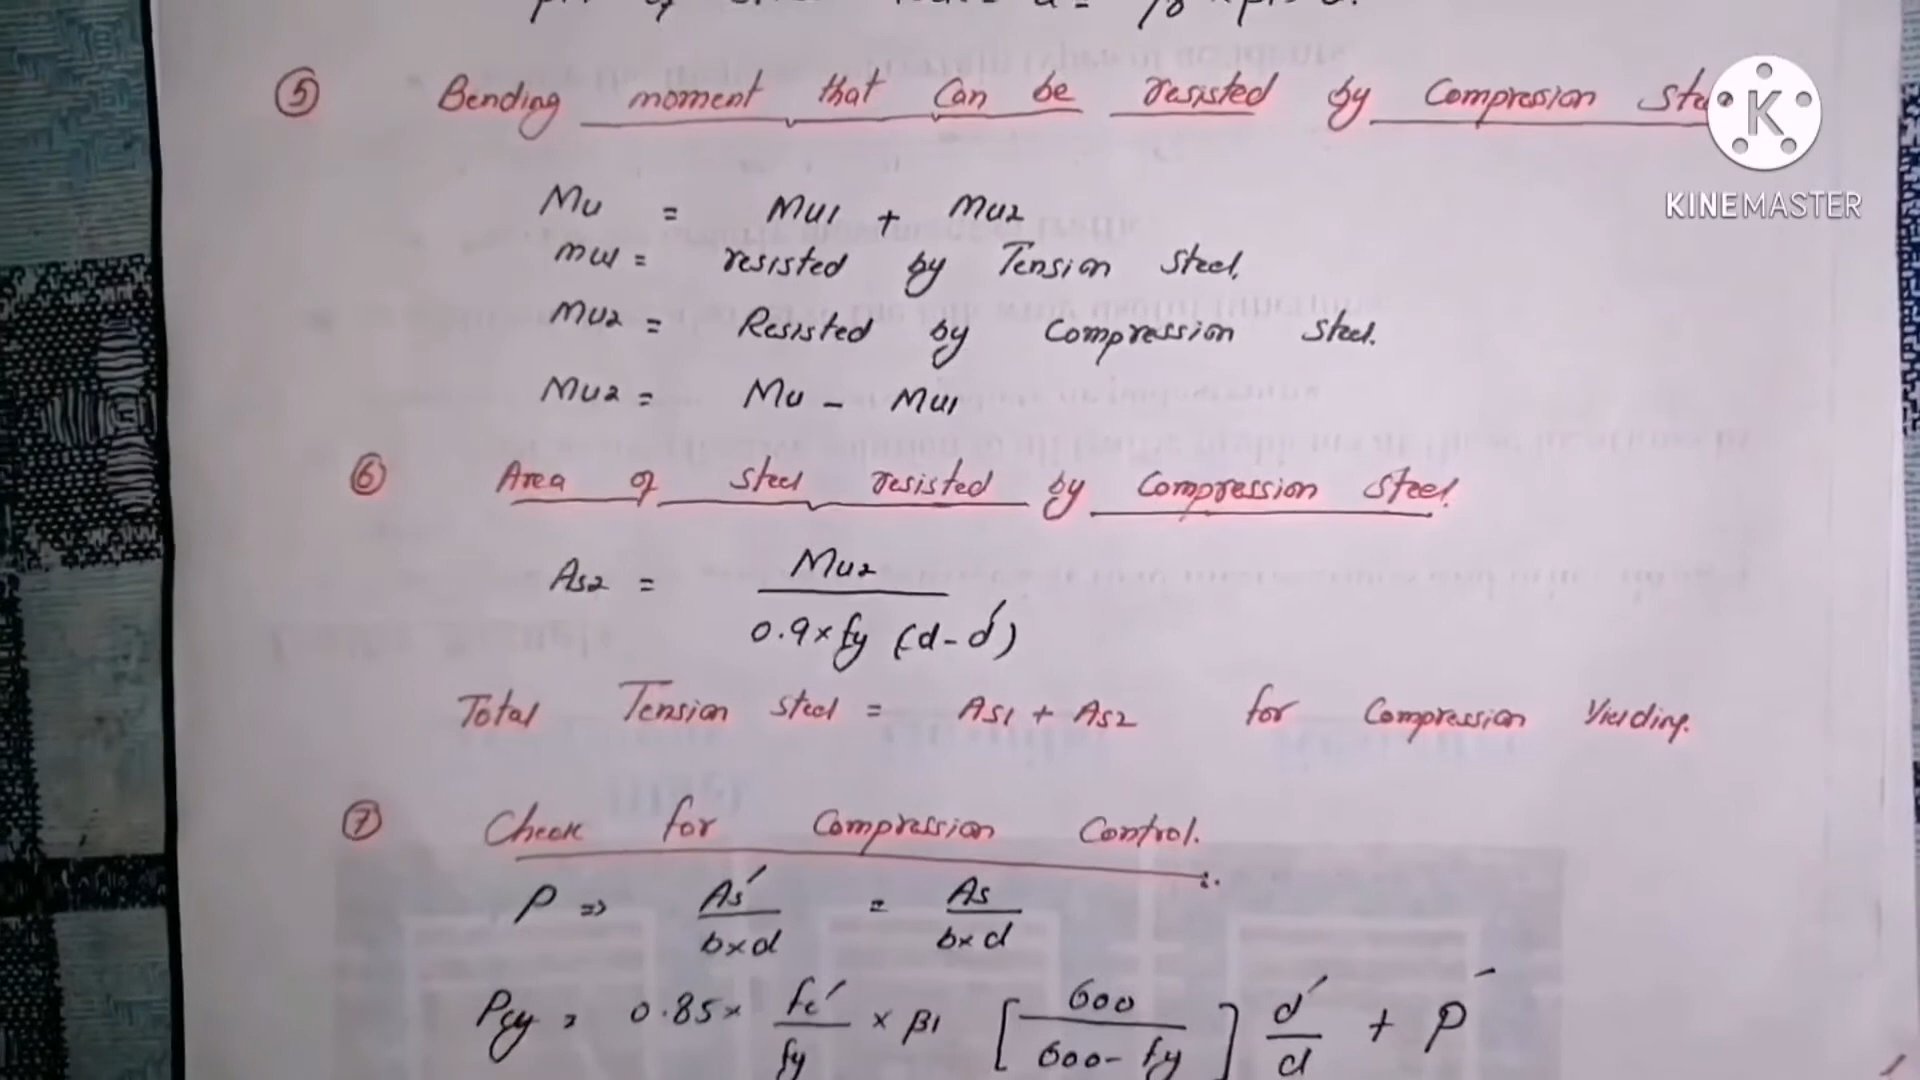 ⑤ Bending moment that can be resisted by compression
K
KINEMASTER
Mu = Mu1 + Mu2
mu1 = resisted by Tension steel.
Mu2 = Resisted by compression steel.
Mu2 = Mu - Mu1
⑥ Area of steel resisted by compression steel.
As2 = Mu2
0.9 × fy (d-d')
Total Tension steel = As1 + As2 for compression Yielding.
⑦ Check for Compression Control.
P => As' = As
b×d b×d
Pcy = 0.85 × fc' × β1 [ 600 ] d' + P'
fy 600- fy d